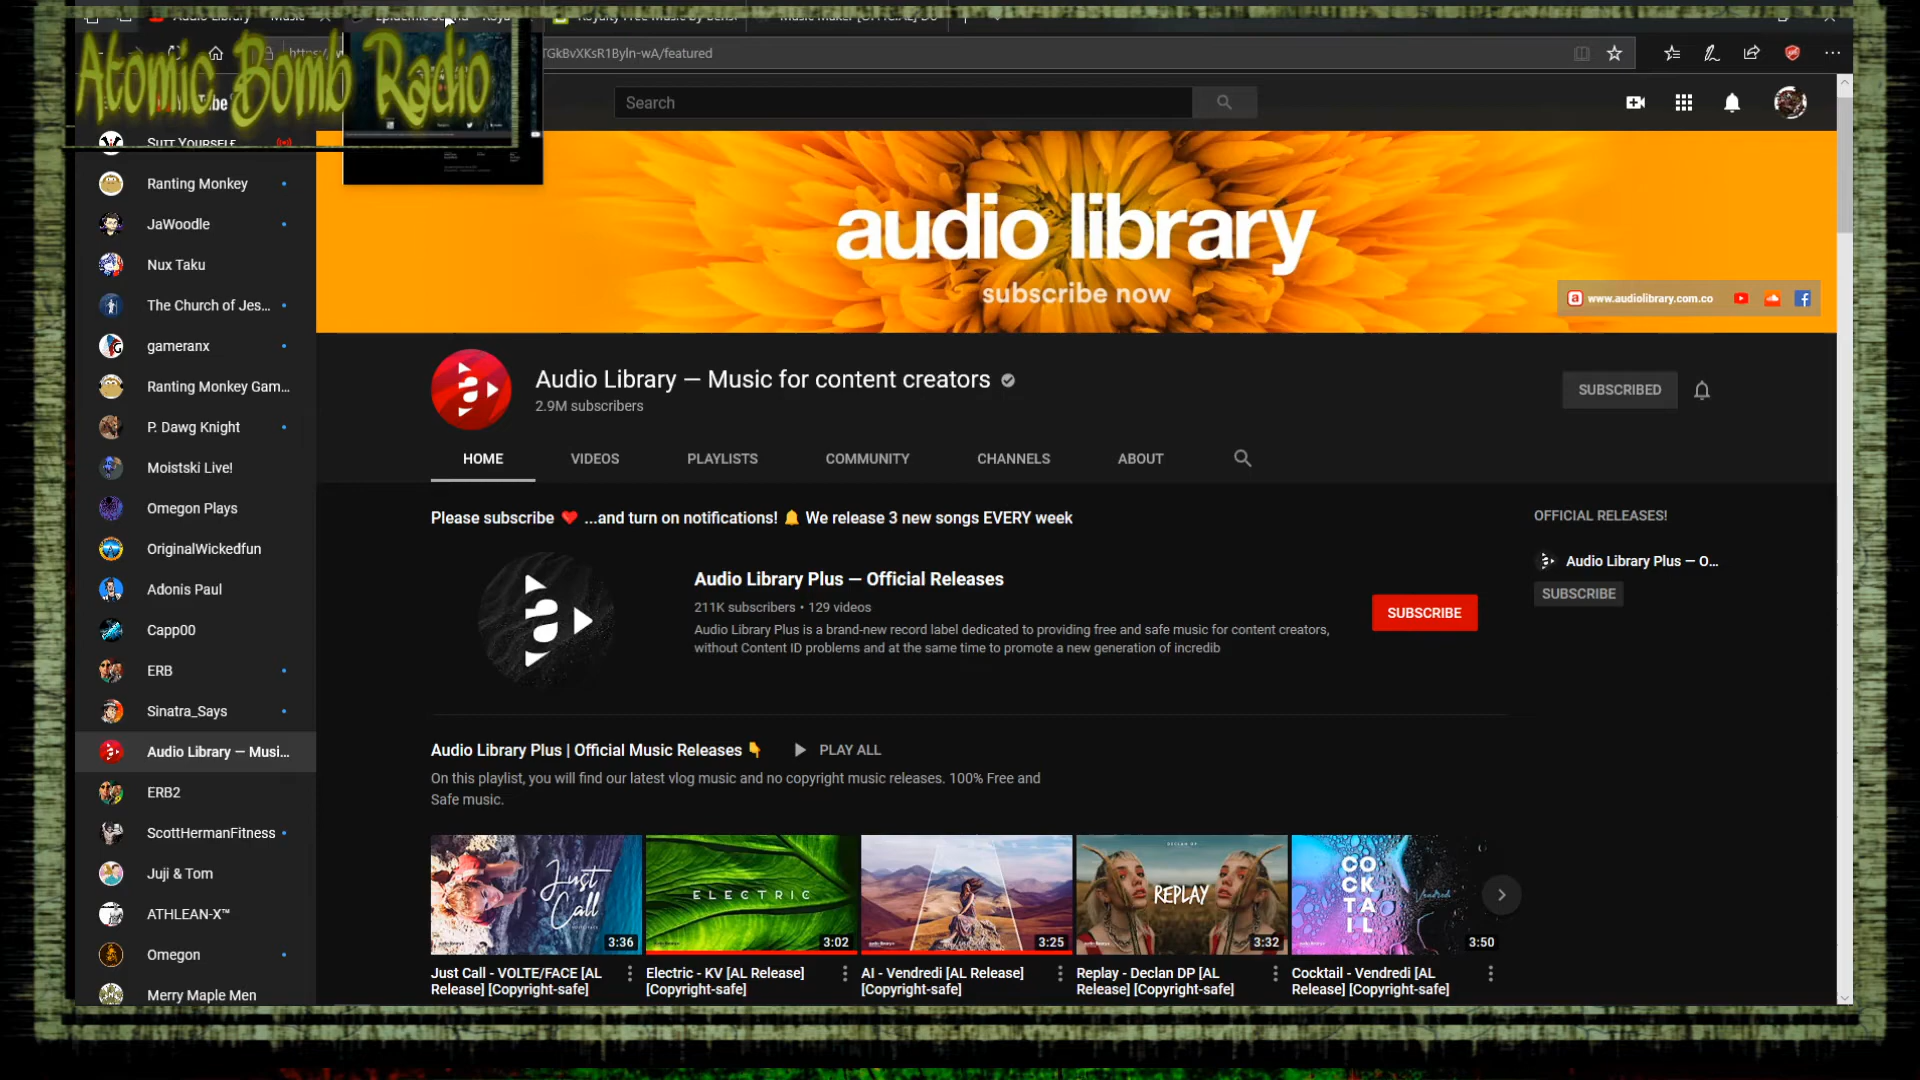 Audio Library — Music
Atomic Bomb Radio
TGkBvXKsR1Byln-wA/featured
Search
SUTT YOURSELF
Ranting Monkey
JaWoodle
Nux Taku
The Church of Jes...
gameranx
Ranting Monkey Gam...
P. Dawg Knight
Moistski Live!
Omegon Plays
OriginalWickedfun
Adonis Paul
Capp00
ERB
Sinatra_Says
Audio Library — Musi...
ERB2
ScottHermanFitness
Juji & Tom
ATHLEAN-X™
Omegon
Merry Maple Men
audio library
subscribe now
www.audiolibrary.com.co
Audio Library — Music for content creators
2.9M subscribers
SUBSCRIBED
HOME VIDEOS PLAYLISTS COMMUNITY CHANNELS ABOUT
Please subscribe ❤️ ...and turn on notifications! 🔔 We release 3 new songs EVERY week
Audio Library Plus — Official Releases
211K subscribers • 129 videos
Audio Library Plus is a brand-new record label dedicated to providing free and safe music for content creators,
without Content ID problems and at the same time to promote a new generation of incredib
SUBSCRIBE
OFFICIAL RELEASES!
Audio Library Plus — O...
SUBSCRIBE
Audio Library Plus | Official Music Releases 👇 PLAY ALL
On this playlist, you will find our latest vlog music and no copyright music releases. 100% Free and
Safe music.
Just Call
3:36
ELECTRIC
3:02
3:25
DECLAN DP
REPLAY
3:32
COCKTAIL
Vendredi
3:50
Just Call - VOLTE/FACE [AL
Release] [Copyright-safe]
Electric - KV [AL Release]
[Copyright-safe]
AI - Vendredi [AL Release]
[Copyright-safe]
Replay - Declan DP [AL
Release] [Copyright-safe]
Cocktail - Vendredi [AL
Release] [Copyright-safe]